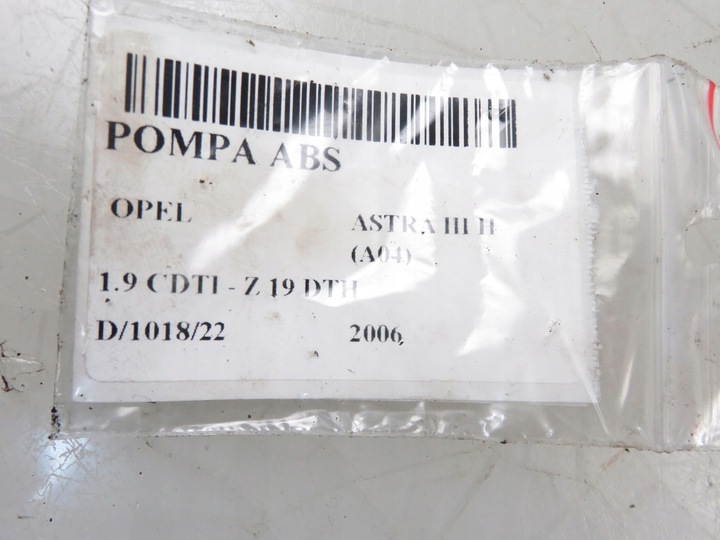 POMPA ABS
OPEL ASTRA III H
(A04)
1.9 CDTI - Z 19 DTH
D/1018/22 2006